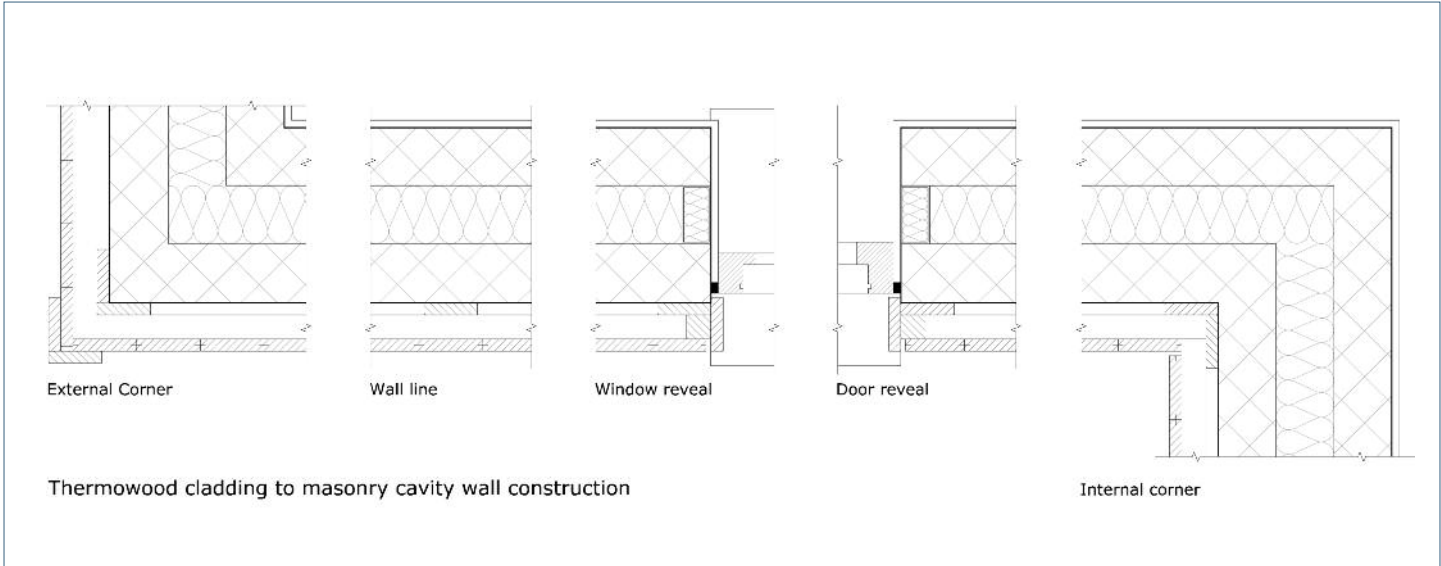 External Corner
Wall line
Window reveal
Door reveal
Thermowood cladding to masonry cavity wall construction
Internal corner